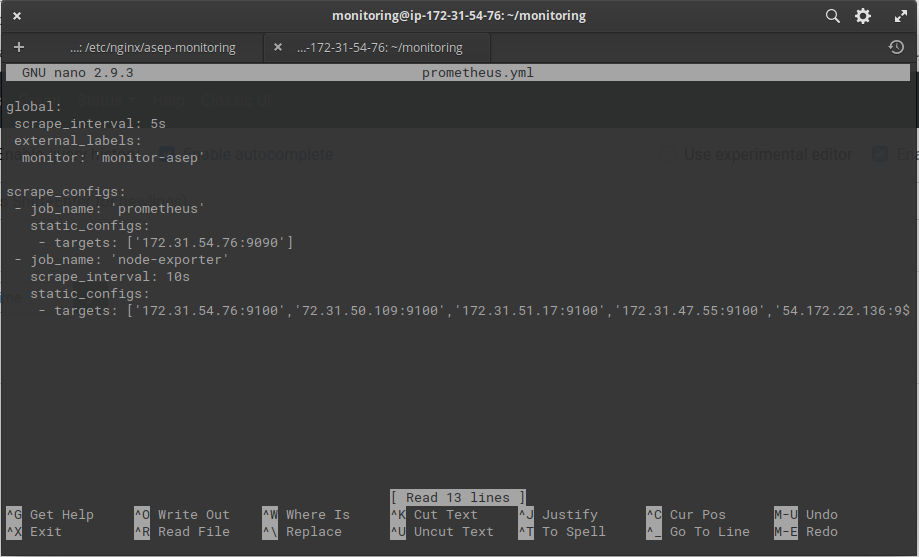 monitoring@ip-172-31-54-76: ~/monitoring
...: /etc/nginx/asep-monitoring
...-172-31-54-76: ~/monitoring
GNU nano 2.9.3 prometheus.yml
global:
 scrape_interval: 5s
 external_labels:
  monitor: 'monitor-asep'
Enable autocomplete
Use experimental editor
scrape_configs:
 - job_name: 'prometheus'
   static_configs:
    - targets: ['172.31.54.76:9090']
 - job_name: 'node-exporter'
   scrape_interval: 10s
   static_configs:
    - targets: ['172.31.54.76:9100','72.31.50.109:9100','172.31.51.17:9100','172.31.47.55:9100','54.172.22.136:9$
[ Read 13 lines ]
^G Get Help ^O Write Out ^W Where Is ^K Cut Text ^J Justify ^C Cur Pos M-U Undo
^X Exit ^R Read File ^\ Replace ^U Uncut Text ^T To Spell ^_ Go To Line M-E Redo